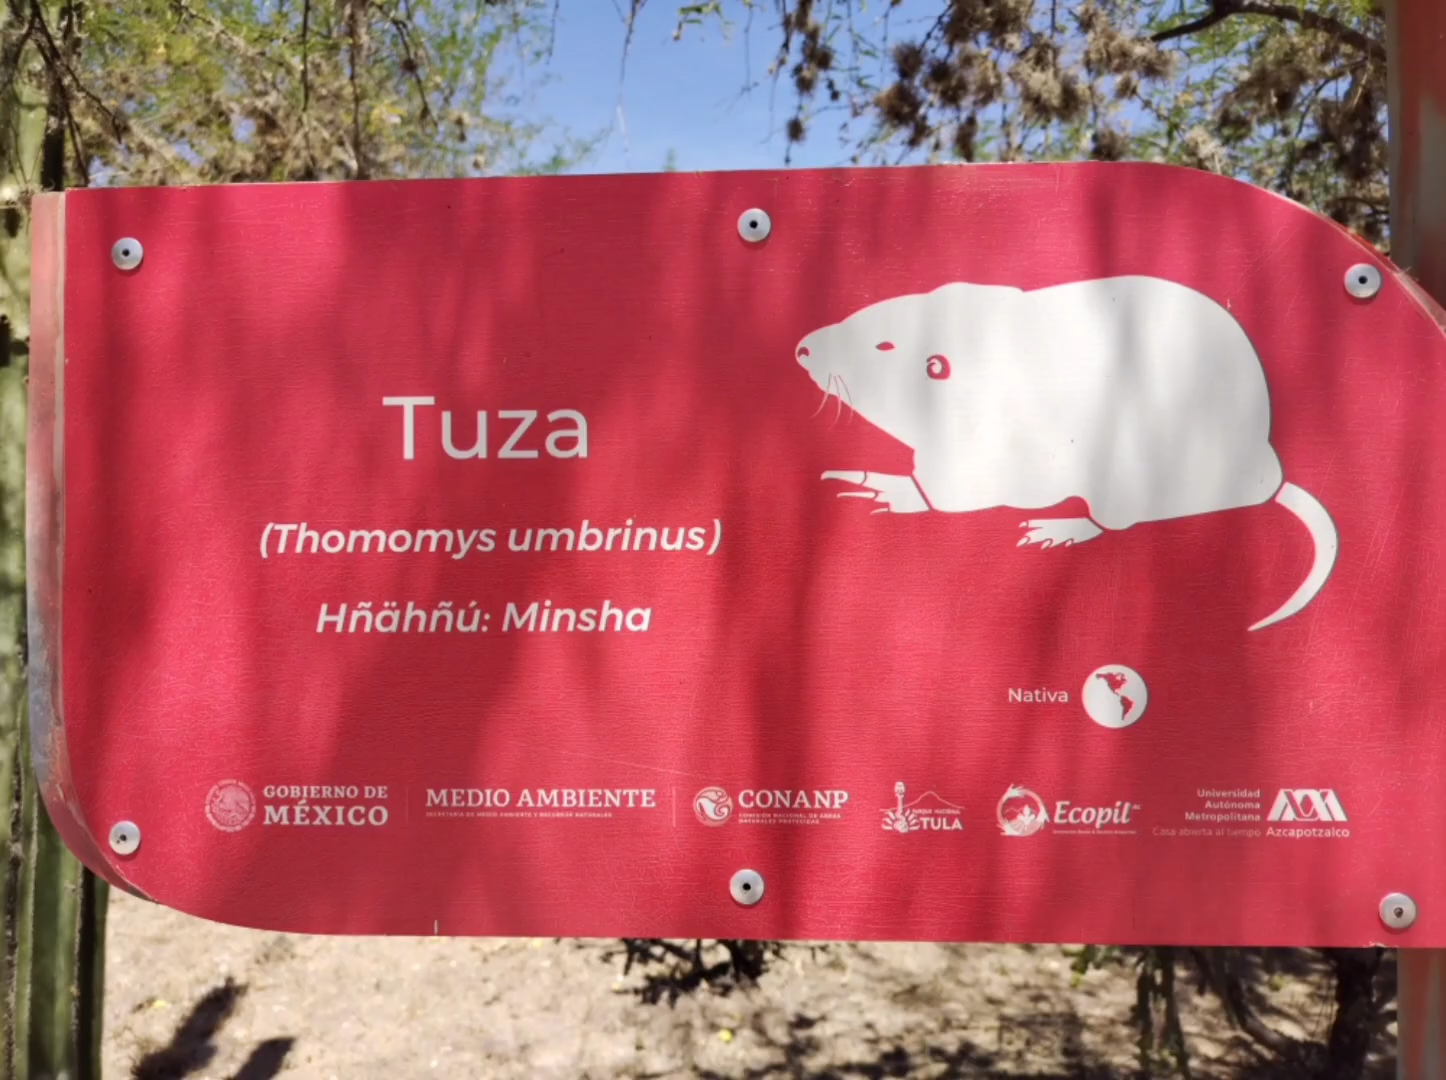 Tuza
(Thomomys umbrinus)
Hñähñú: Minsha
Nativa
GOBIERNO DE
MÉXICO
MEDIO AMBIENTE
SECRETARÍA DE MEDIO AMBIENTE Y RECURSOS NATURALES
CONANP
COMISIÓN NACIONAL DE ÁREAS
NATURALES PROTEGIDAS
PARQUE NACIONAL
TULA
Ecopil
Universidad
Autónoma
Metropolitana
Casa abierta al tiempo Azcapotzalco